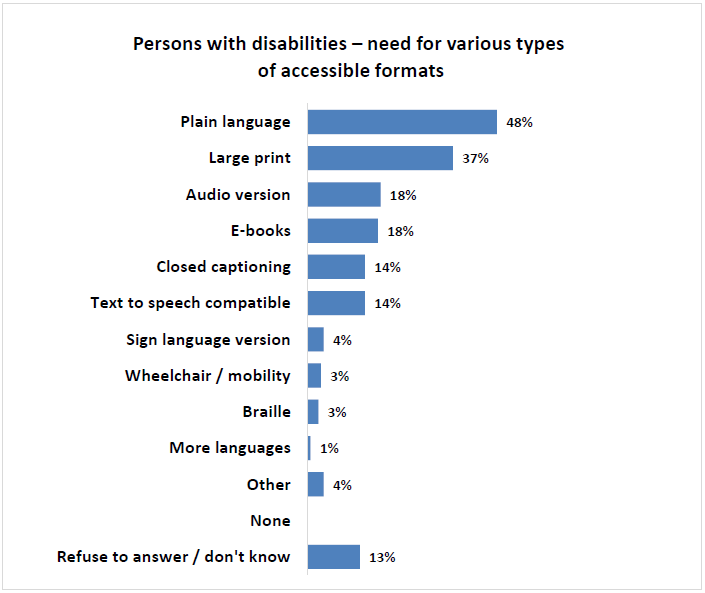 Persons with disabilities – need for various types
of accessible formats
Plain language 48%
Large print 37%
Audio version 18%
E-books 18%
Closed captioning 14%
Text to speech compatible 14%
Sign language version 4%
Wheelchair / mobility 3%
Braille 3%
More languages 1%
Other 4%
None
Refuse to answer / don't know 13%